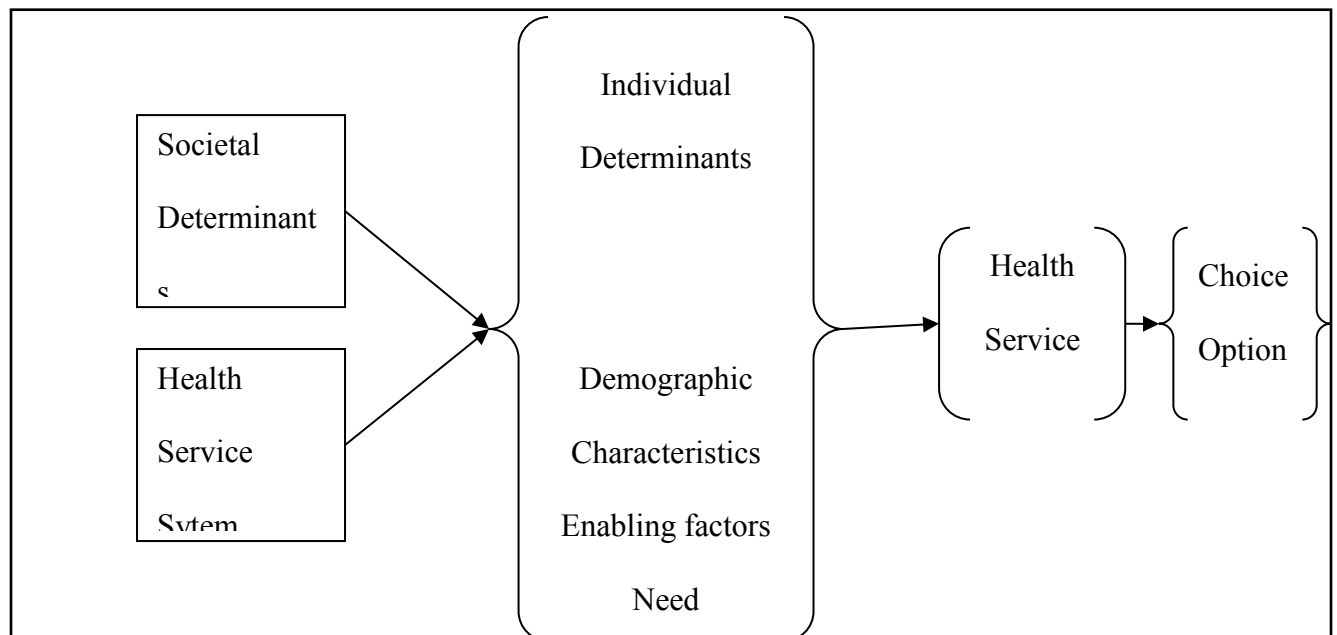 Societal
Determinant
s
Health
Service
Sytem
Individual
Determinants
Demographic
Characteristics
Enabling factors
Need
Health
Service
Choice
Option